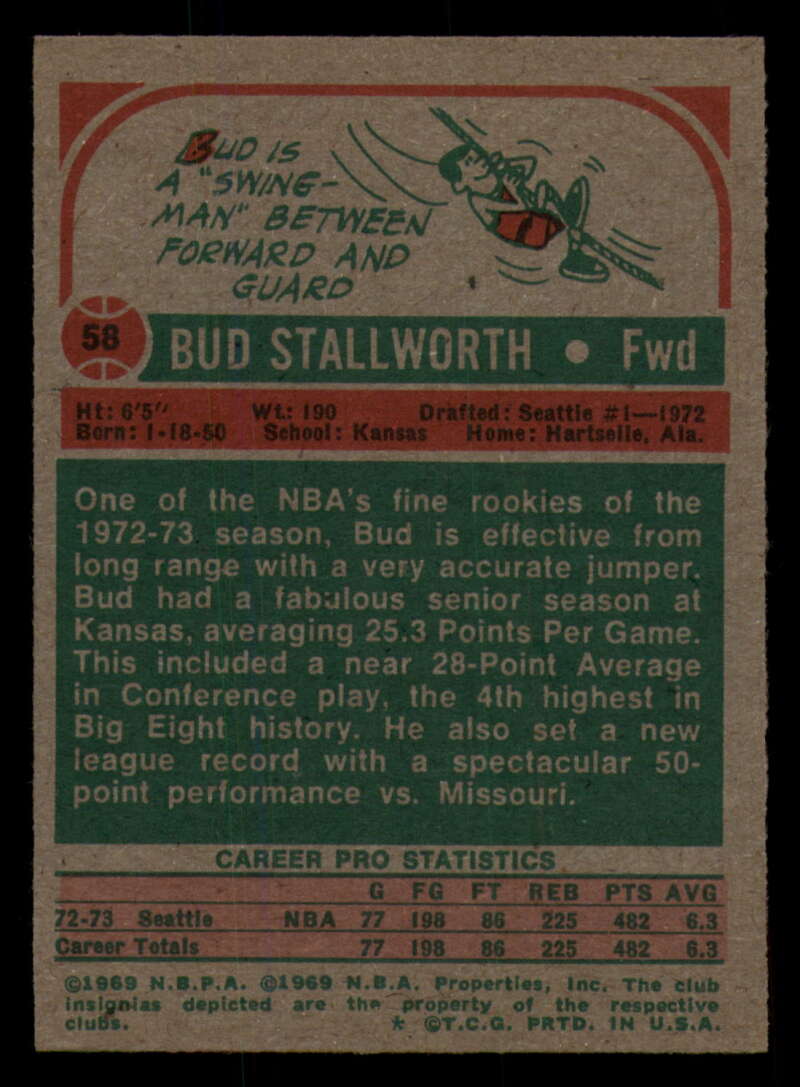 BUD IS
A "SWING-
MAN" BETWEEN
FORWARD AND
GUARD
58
BUD STALLWORTH • Fwd
Ht: 6'5" Wt.: 190 Drafted: Seattle #1—1972
Born: 1-18-50 School: Kansas Home: Hartselle, Ala.
One of the NBA's fine rookies of the
1972-73 season, Bud is effective from
long range with a very accurate jumper.
Bud had a fabulous senior season at
Kansas, averaging 25.3 Points Per Game.
This included a near 28-Point Average
in Conference play, the 4th highest in
Big Eight history. He also set a new
league record with a spectacular 50-
point performance vs. Missouri.
CAREER PRO STATISTICS
G FG FT REB PTS AVG
72-73 Seattle NBA 77 198 86 225 482 6.3
Career Totals 77 198 86 225 482 6.3
©1969 N.B.P.A. ©1969 N.B.A. Properties, Inc. The club
insignias depicted are the property of the respective
clubs. * ©T.C.G. PRTD. IN U.S.A.